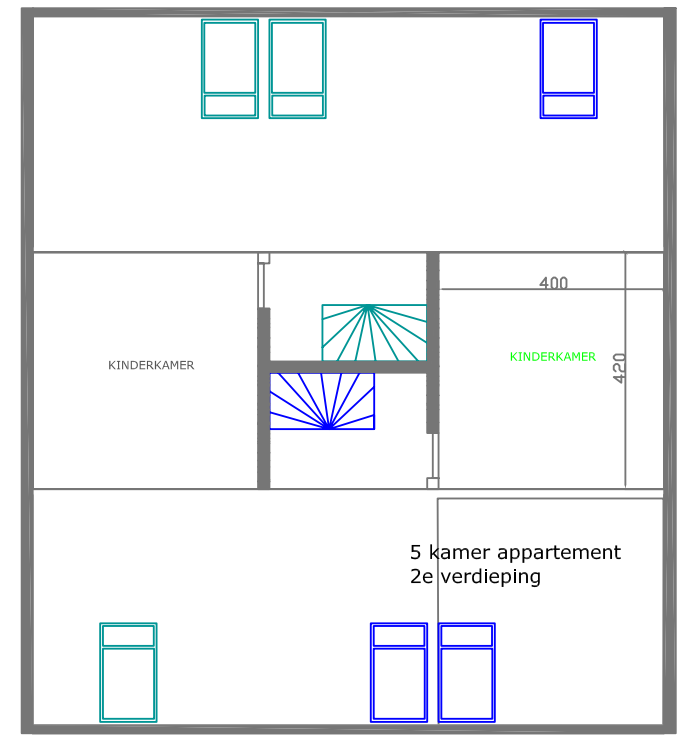 400
KINDERKAMER
KINDERKAMER
420
5 kamer appartement
2e verdieping